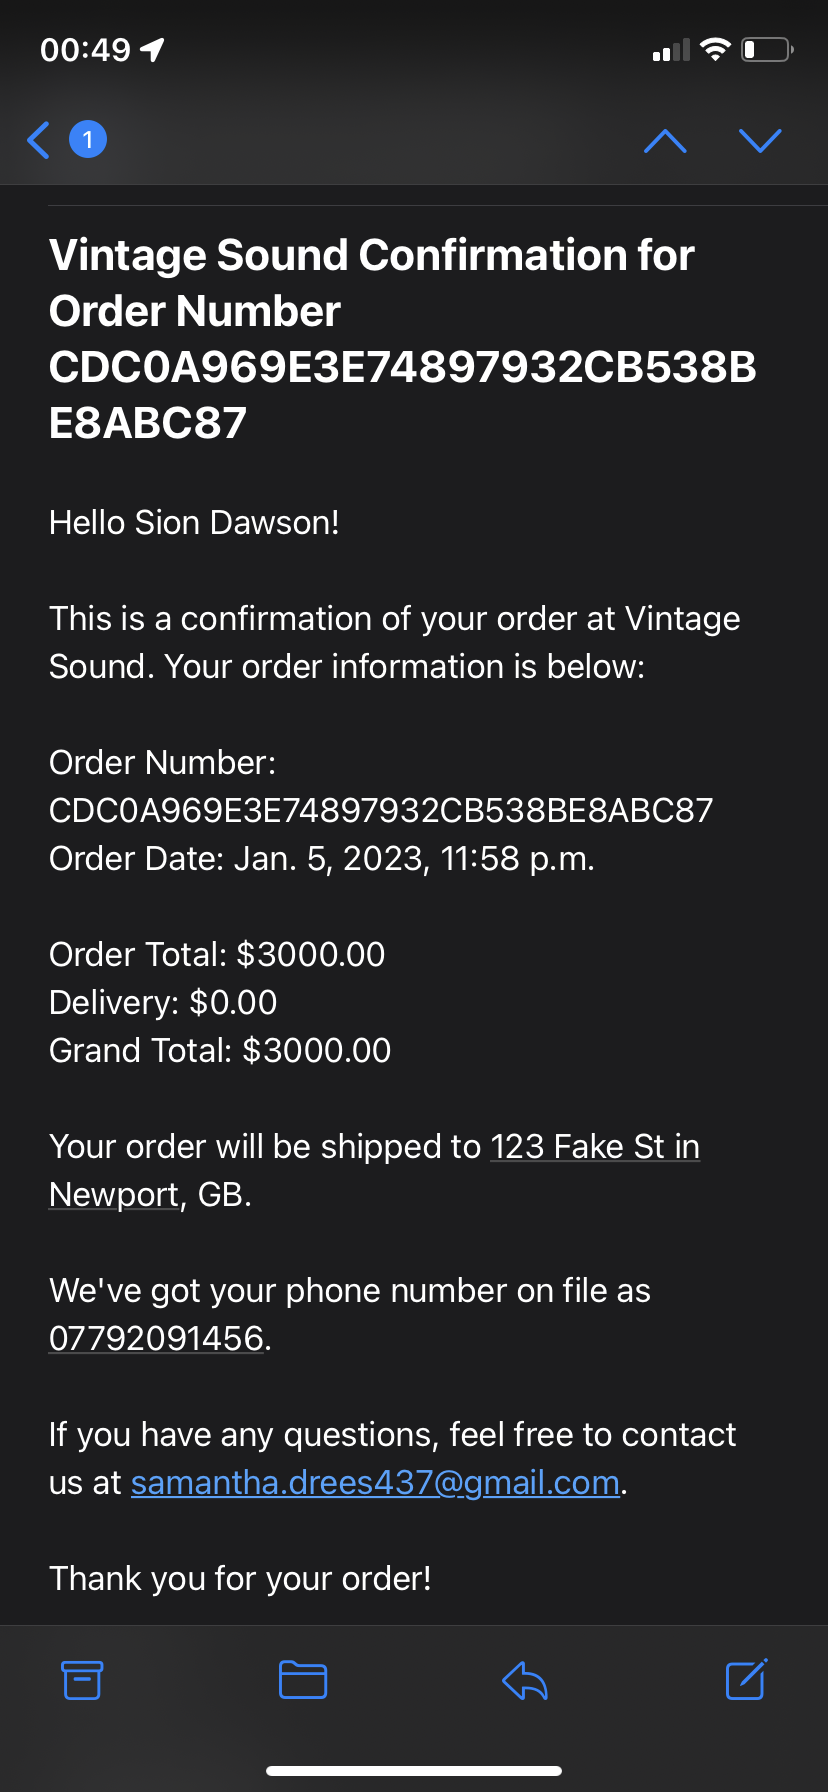 00:49
1
Vintage Sound Confirmation for
Order Number
CDC0A969E3E74897932CB538B
E8ABC87
Hello Sion Dawson!
This is a confirmation of your order at Vintage
Sound. Your order information is below:
Order Number:
CDC0A969E3E74897932CB538BE8ABC87
Order Date: Jan. 5, 2023, 11:58 p.m.
Order Total: $3000.00
Delivery: $0.00
Grand Total: $3000.00
Your order will be shipped to 123 Fake St in
Newport, GB.
We've got your phone number on file as
07792091456.
If you have any questions, feel free to contact
us at samantha.drees437@gmail.com.
Thank you for your order!